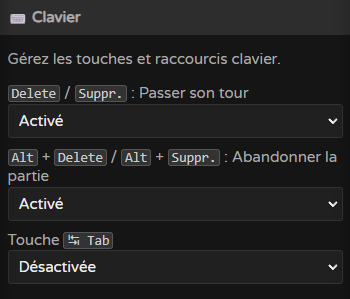 Clavier
Gérez les touches et raccourcis clavier.
Delete / Suppr. : Passer son tour
Activé
Alt + Delete / Alt + Suppr. : Abandonner la
partie
Activé
Touche ↹ Tab
Désactivée